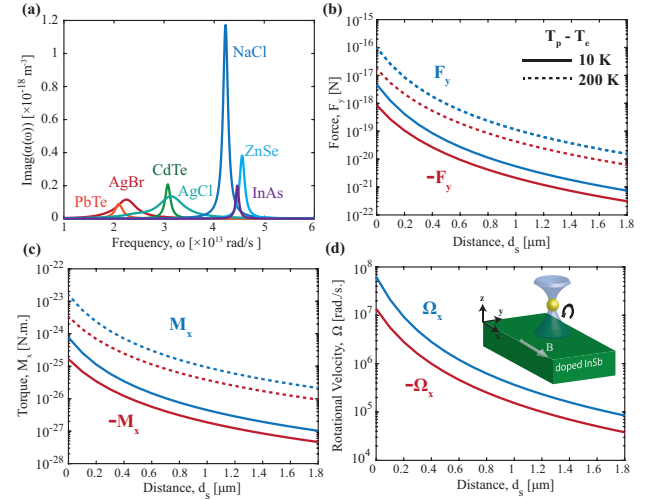 (a)
Imag(α(ω)) [×10⁻¹⁸ m⁻³]
1.2
1
0.8
0.6
0.4
0.2
0
NaCl
ZnSe
CdTe
AgBr
AgCl
InAs
PbTe
1 2 3 4 5 6
Frequency, ω [×10¹³ rad/s ]
(b)
Force, F_y [N]
10⁻¹⁵
10⁻¹⁶
10⁻¹⁷
10⁻¹⁸
10⁻¹⁹
10⁻²⁰
10⁻²¹
10⁻²²
T_p - T_e
10 K
200 K
F_y
-F_y
0 0.2 0.4 0.6 0.8 1 1.2 1.4 1.6 1.8
Distance, d_s [μm]
(c)
Torque, M_x [N.m.]
10⁻²²
10⁻²³
10⁻²⁴
10⁻²⁵
10⁻²⁶
10⁻²⁷
10⁻²⁸
M_x
-M_x
0 0.2 0.4 0.6 0.8 1 1.2 1.4 1.6 1.8
Distance, d_s [μm]
(d)
Rotational Velocity, Ω [rad./s.]
10⁸
10⁷
10⁶
10⁵
10⁴
Ω_x
-Ω_x
z
y
x
B
doped InSb
0 0.2 0.4 0.6 0.8 1 1.2 1.4 1.6 1.8
Distance, d_s [μm]